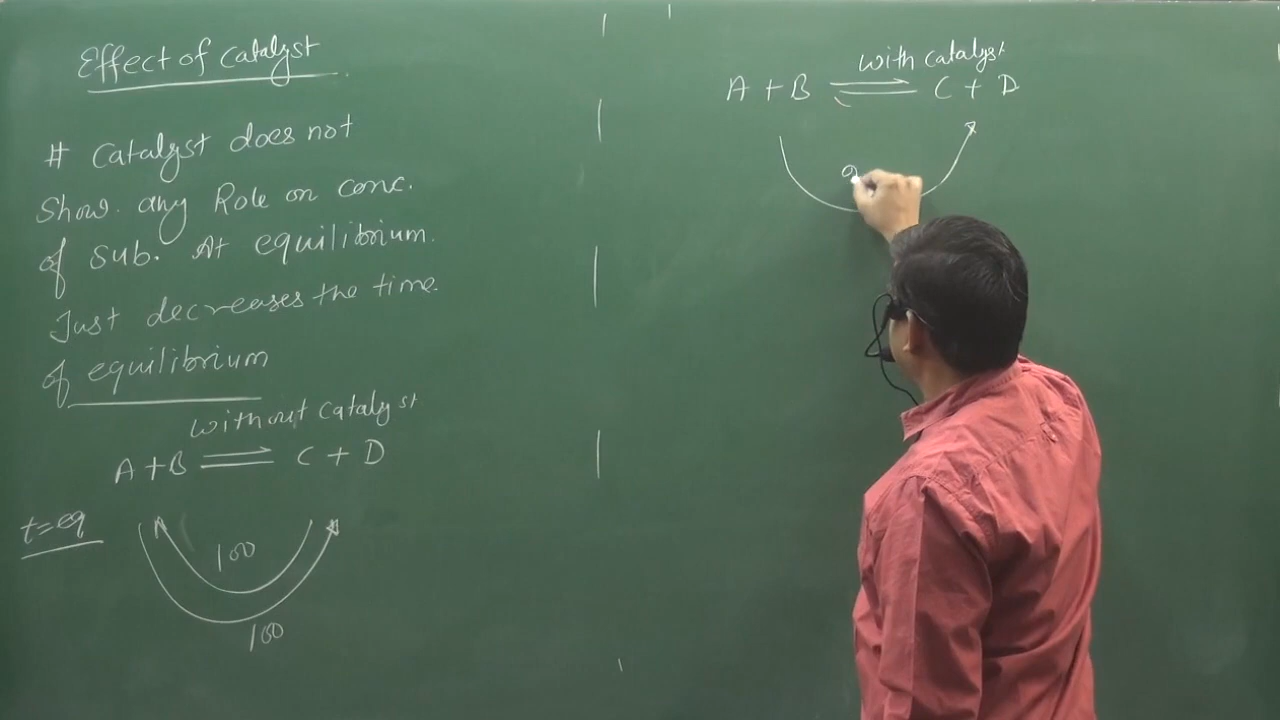 Effect of catalyst
# Catalyst does not
Show. any Role on conc.
of sub. At equilibrium.
Just decreases the time.
of equilibrium
without catalyst
A + B ⇌ C + D
t = eq
100
100
with catalyst
A + B ⇌ C + D